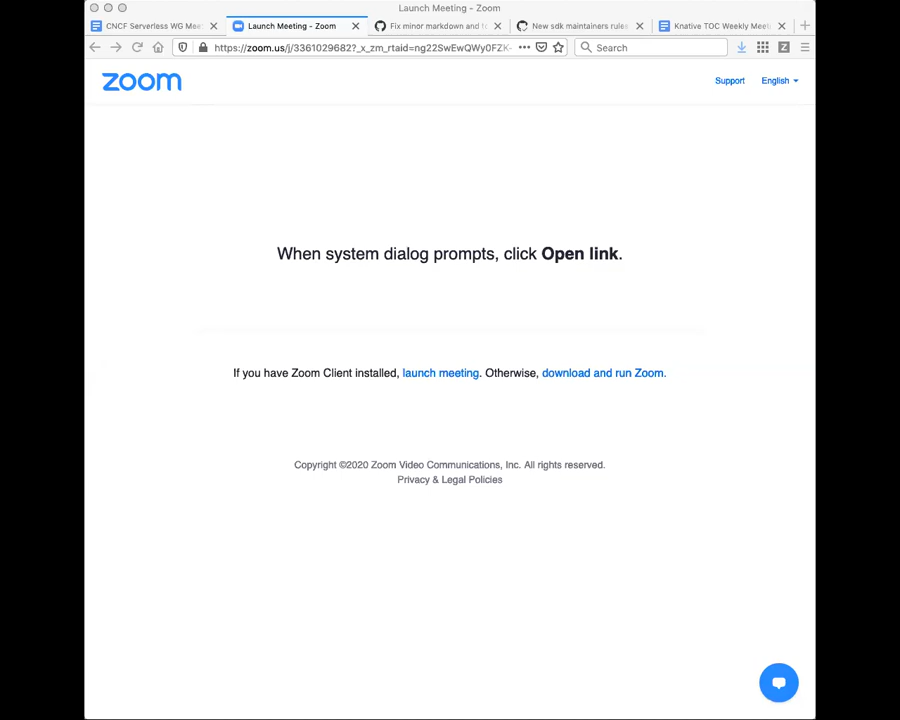 Launch Meeting - Zoom
CNCF Serverless WG Mee
Launch Meeting - Zoom
Fix minor markdown and
New sdk maintainers rules
Knative TOC Weekly Meet
https://zoom.us/j/3361029682?_x_zm_rtaid=ng22SwEwQWy0FZK-
Search
Z
zoom
Support
English
When system dialog prompts, click Open link.
If you have Zoom Client installed, launch meeting. Otherwise, download and run Zoom.
Copyright ©2020 Zoom Video Communications, Inc. All rights reserved.
Privacy & Legal Policies